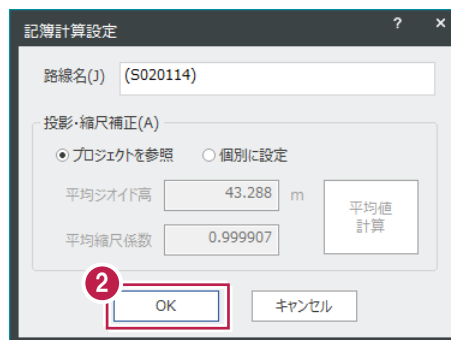 記簿計算設定 ? ×
路線名(J) (S020114)
投影・縮尺補正(A)
プロジェクトを参照 個別に設定
平均ジオイド高 43.288 m
平均縮尺係数 0.999907
平均値
計算
2
OK キャンセル